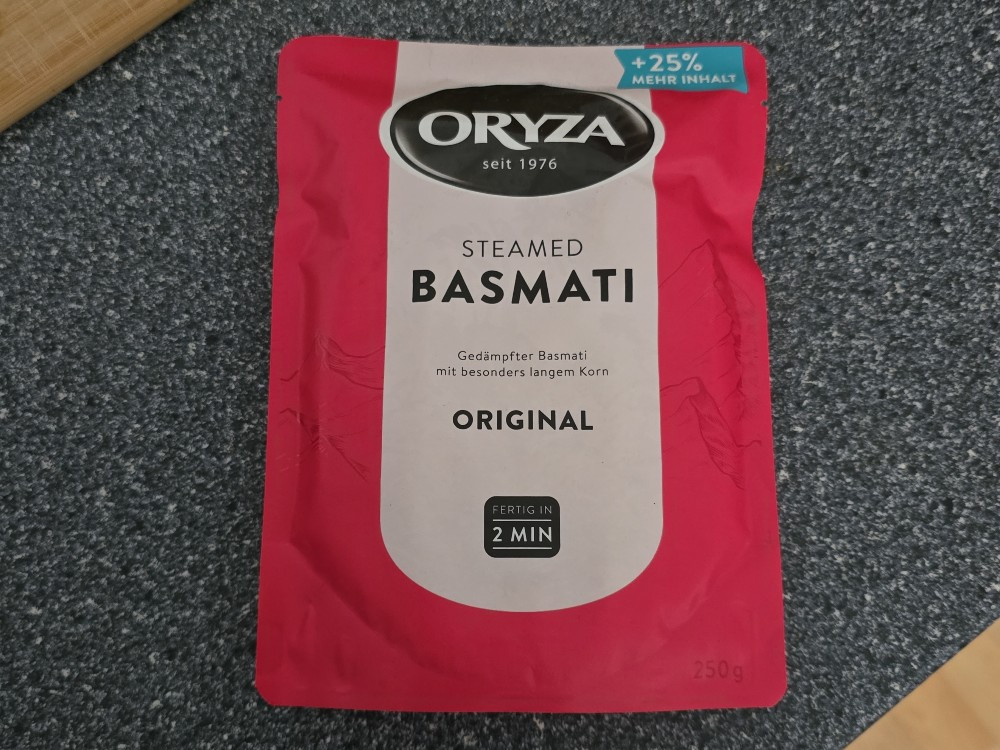 +25%
MEHR INHALT
ORYZA
seit 1976
STEAMED
BASMATI
Gedämpfter Basmati
mit besonders langem Korn
ORIGINAL
FERTIG IN
2 MIN
250g